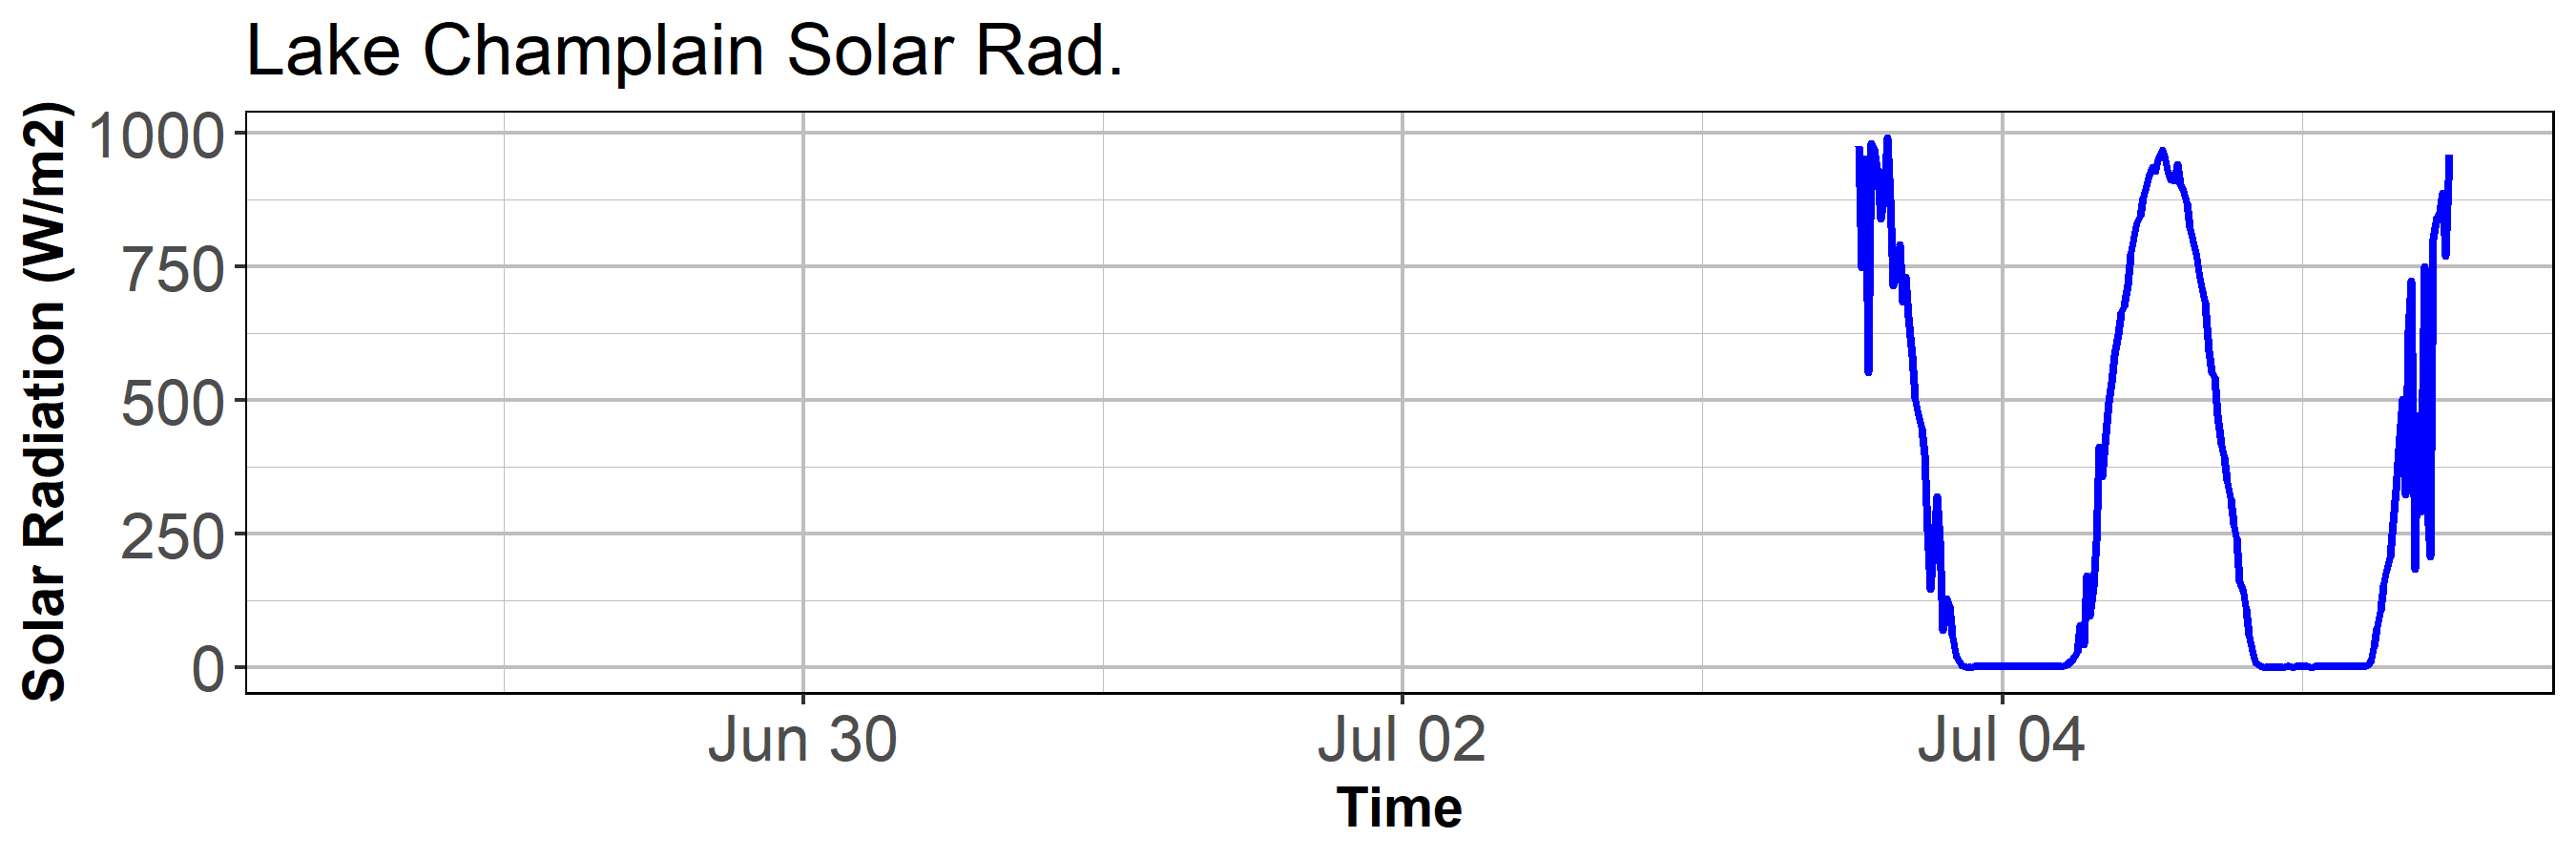 Lake Champlain Solar Rad.
Solar Radiation (W/m2)
1000
750
500
250
0
Jun 30
Jul 02
Jul 04
Time